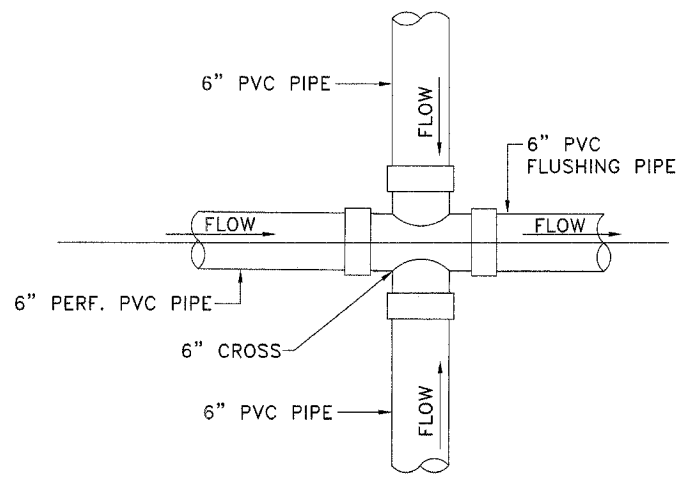 6" PVC PIPE
FLOW
6" PVC
FLUSHING PIPE
FLOW
FLOW
6" PERF. PVC PIPE
6" CROSS
6" PVC PIPE
FLOW